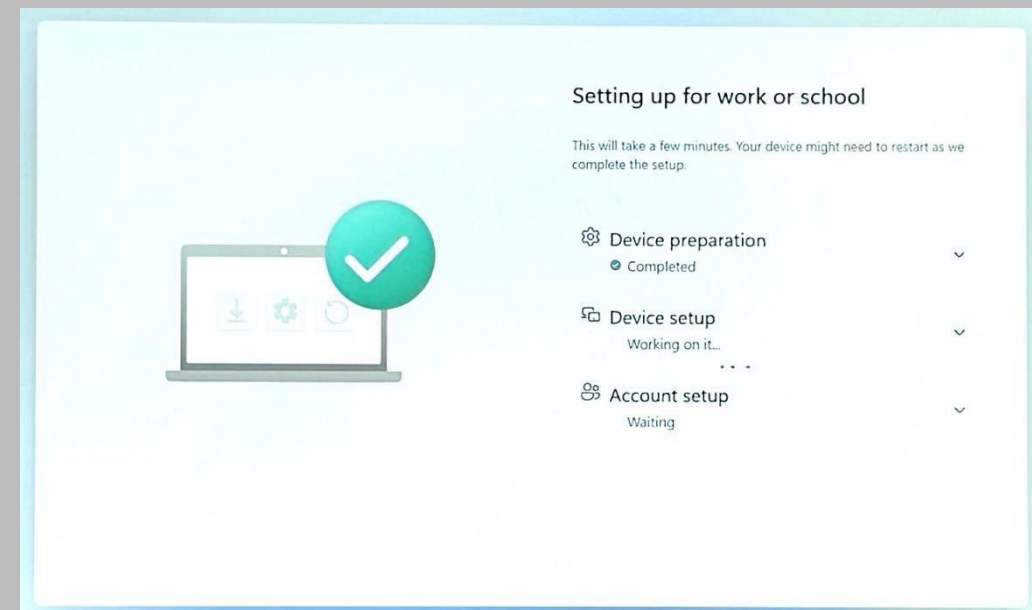 Setting up for work or school
This will take a few minutes. Your device might need to restart as we
complete the setup.
Device preparation
Completed
Device setup
Working on it...
Account setup
Waiting